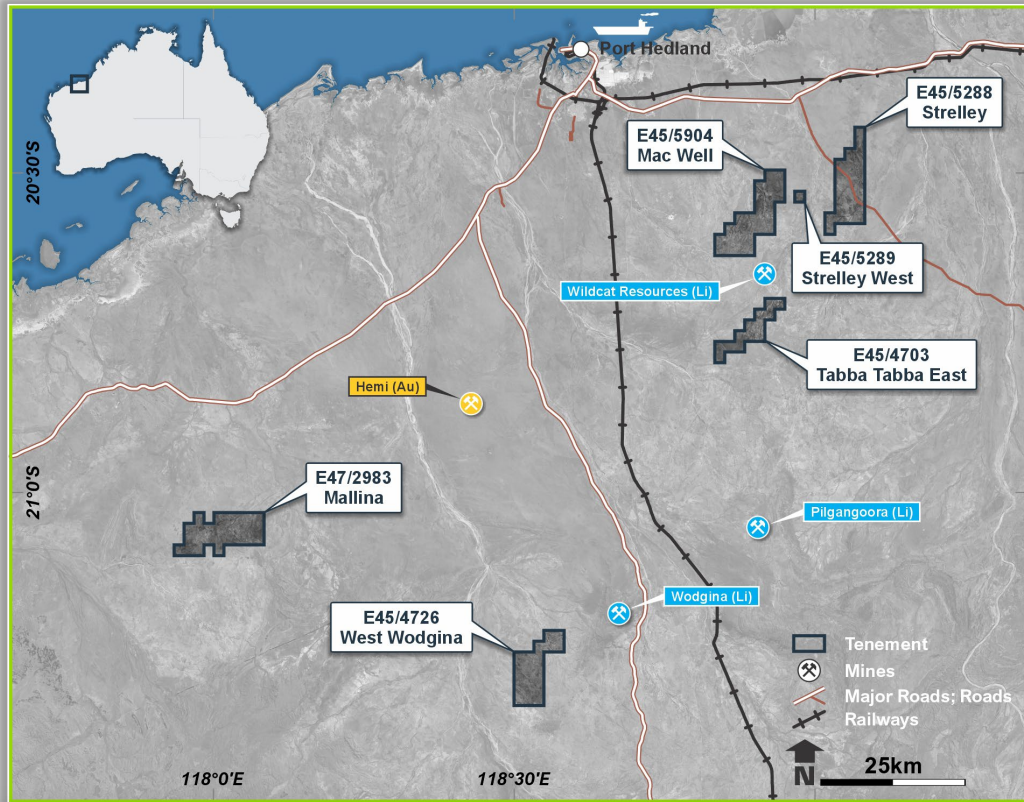 Port Hedland
E45/5288
Strelley
E45/5904
Mac Well
20°30'S
E45/5289
Strelley West
Wildcat Resources (Li)
E45/4703
Tabba Tabba East
Hemi (Au)
E47/2983
Mallina
21°0'S
Pilgangoora (Li)
Wodgina (Li)
E45/4726
West Wodgina
Tenement
Mines
Major Roads; Roads
Railways
118°0'E
118°30'E
N
25km